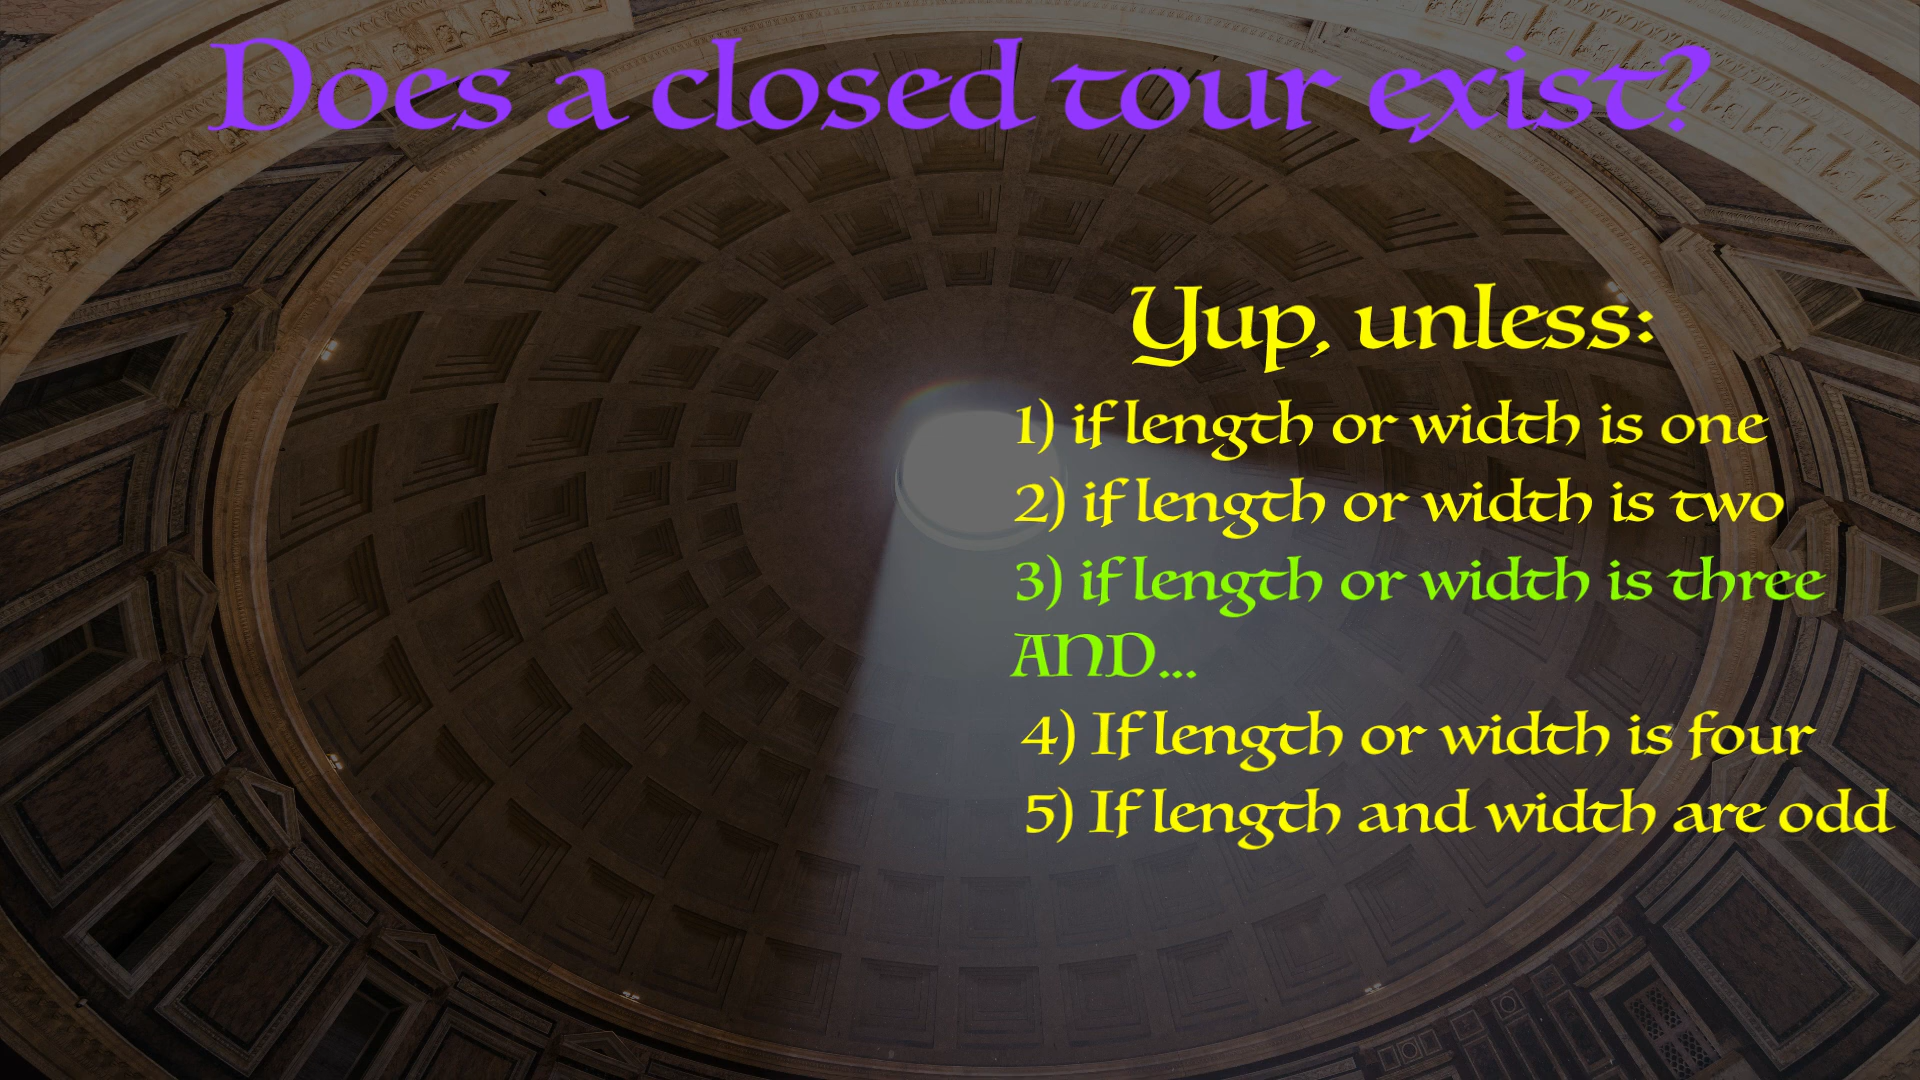 Does a closed tour exist?
Yup, unless:
1) if length or width is one
2) if length or width is two
3) if length or width is three
AND...
4) If length or width is four
5) If length and width are odd